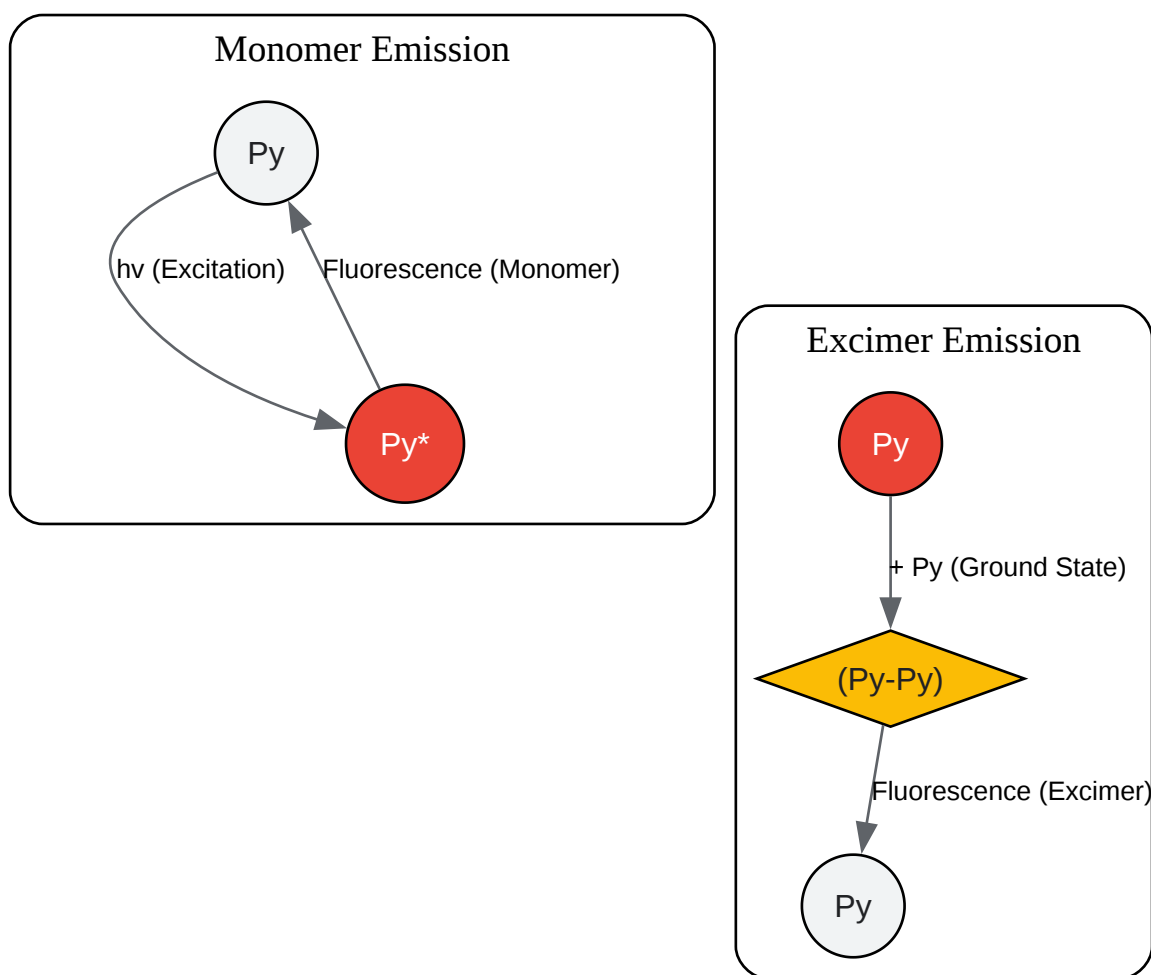 Monomer Emission
Py
hv (Excitation)
Fluorescence (Monomer)
Py*
Excimer Emission
Py
+ Py (Ground State)
(Py-Py)
Fluorescence (Excimer)
Py